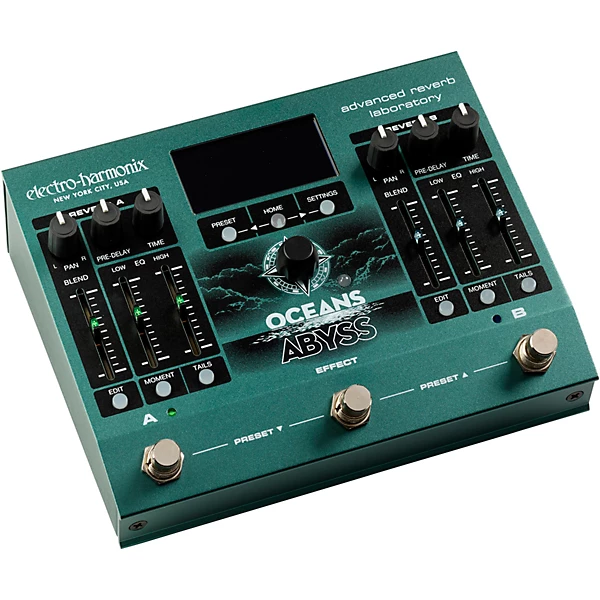 electro-harmonix
NEW YORK CITY, USA
REVERB A
L PAN R
PRE-DELAY
TIME
BLEND
LOW EQ HIGH
EDIT
MOMENT
TAILS
PRESET
HOME
SETTINGS
OCEANS
ABYSS
EFFECT
advanced reverb
laboratory
REVERB B
L PAN R
PRE-DELAY
TIME
BLEND
LOW EQ HIGH
EDIT
MOMENT
TAILS
A
B
PRESET ▼
PRESET ▲